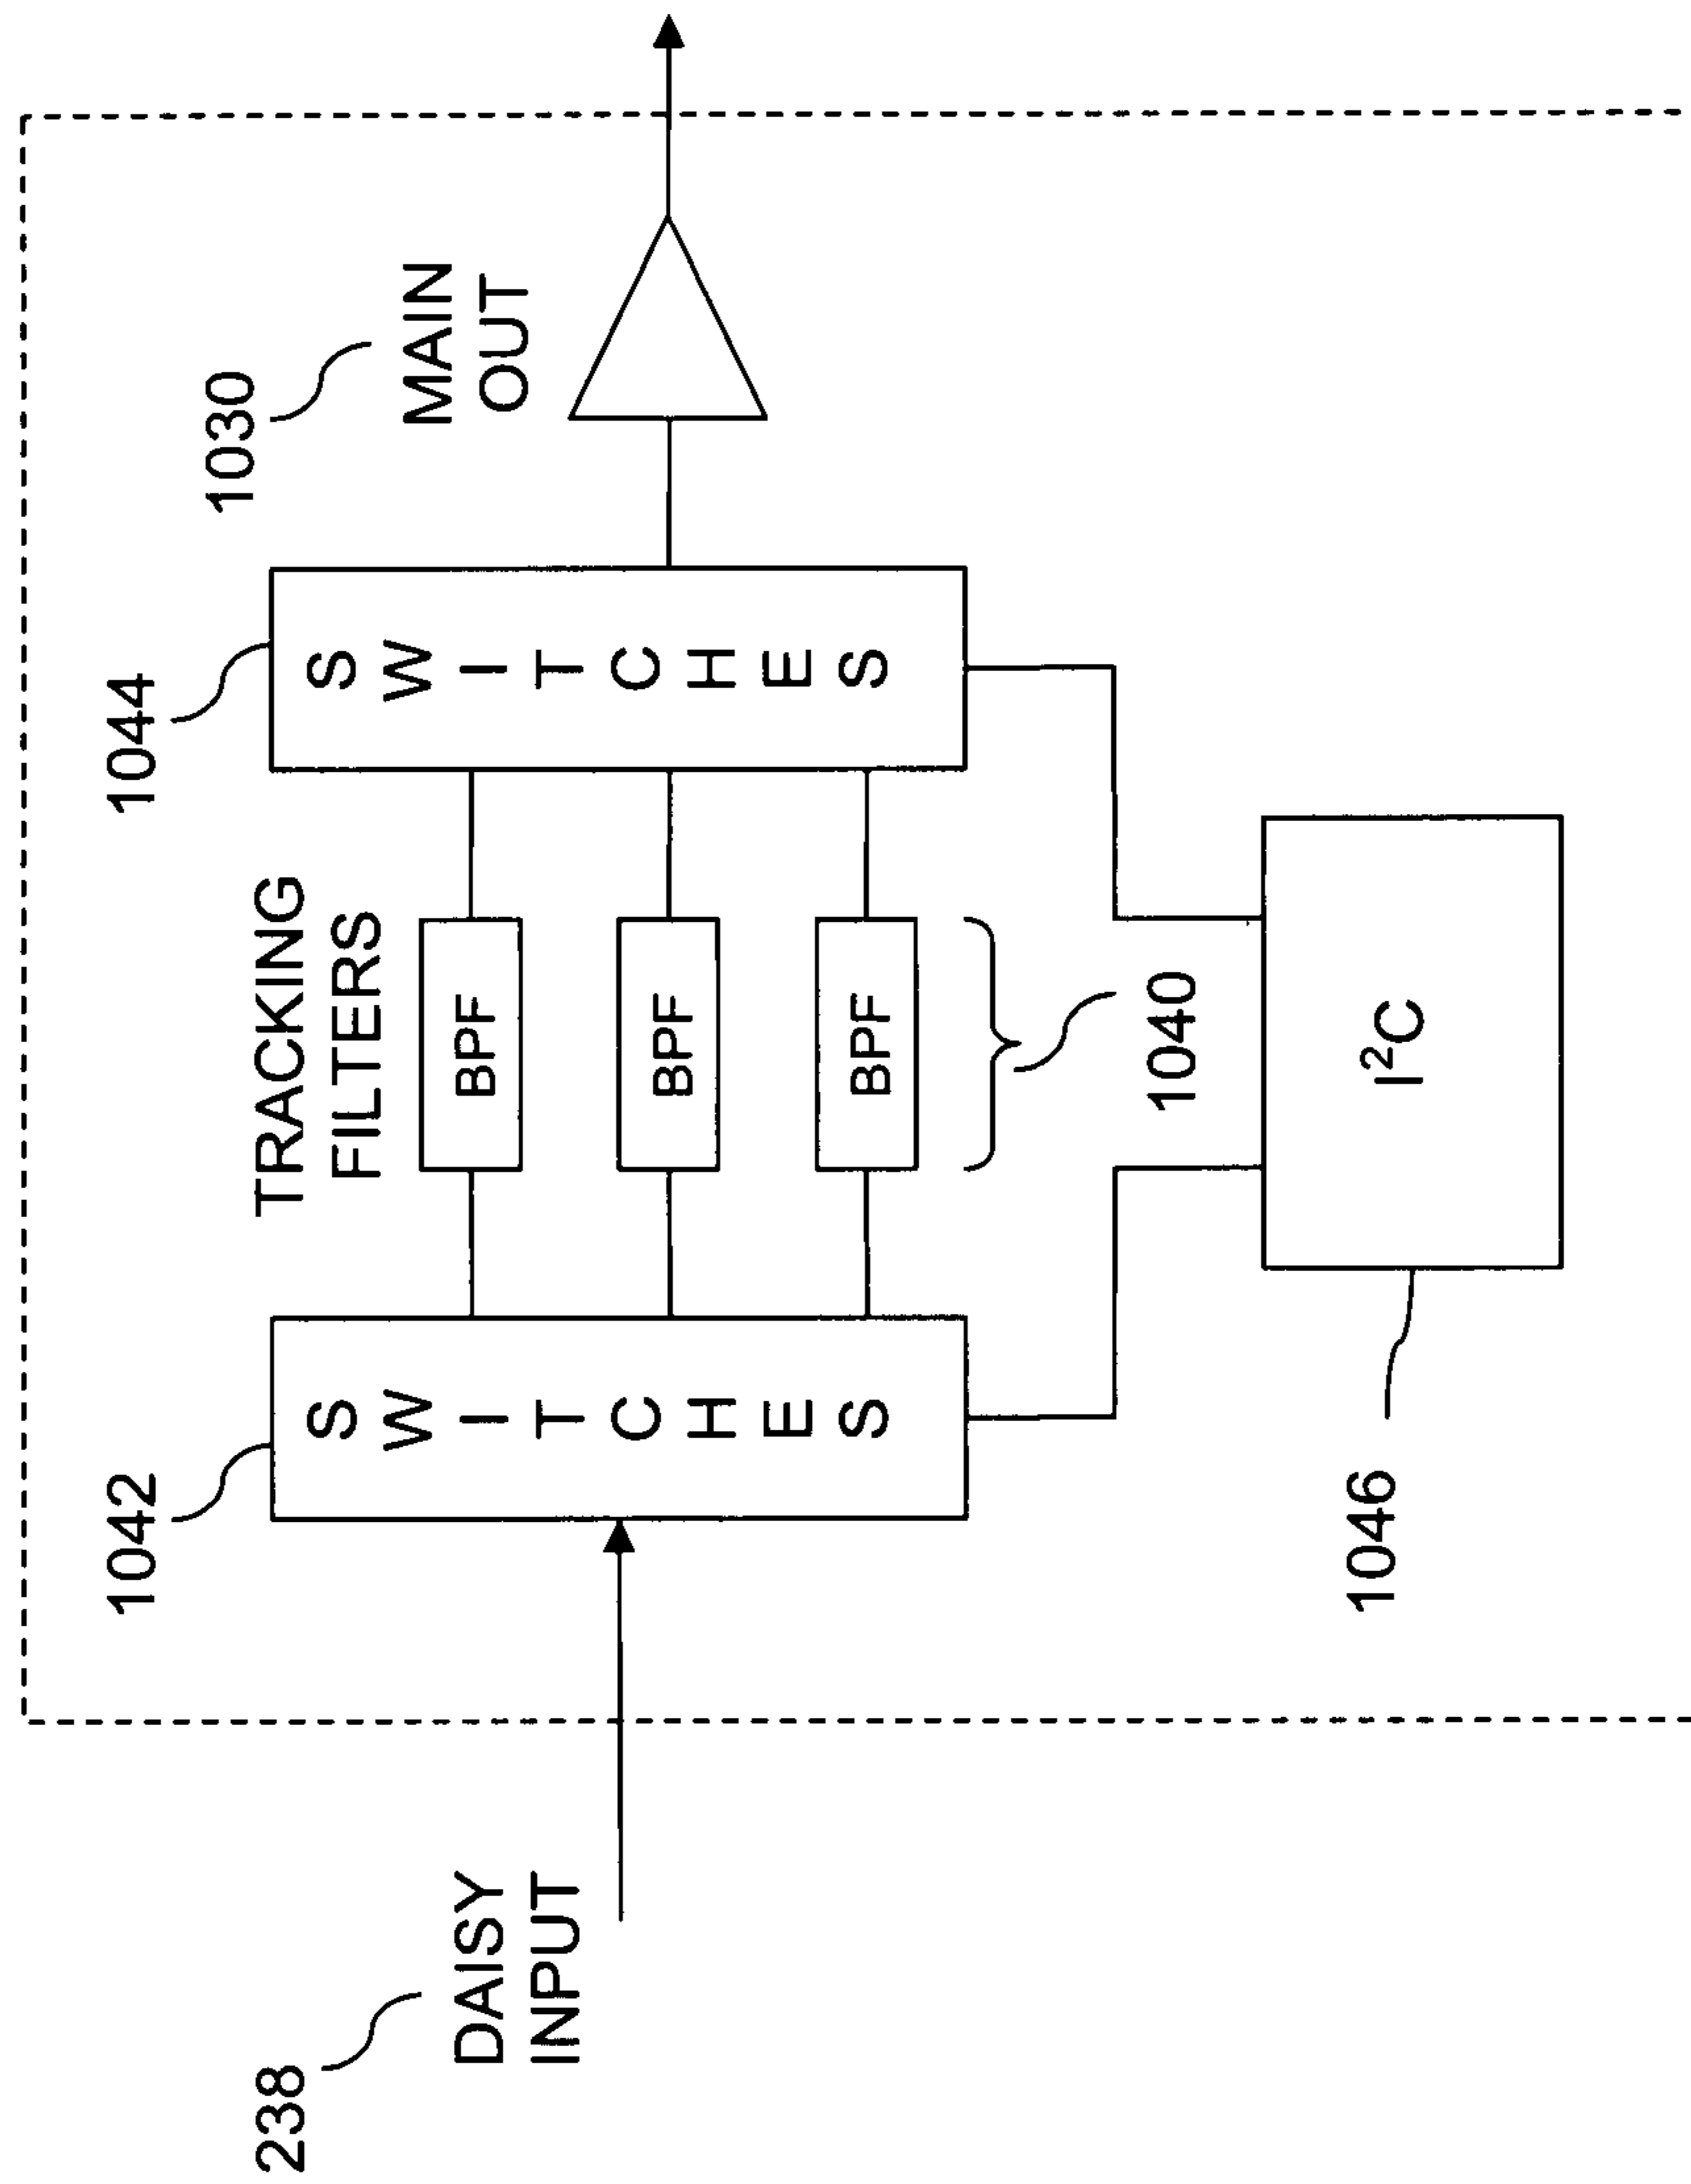 238
DAISY
INPUT
1042
SWITCHES
TRACKING
FILTERS
BPF
BPF
BPF
1040
1044
SWITCHES
1030
MAIN
OUT
1046
I²C